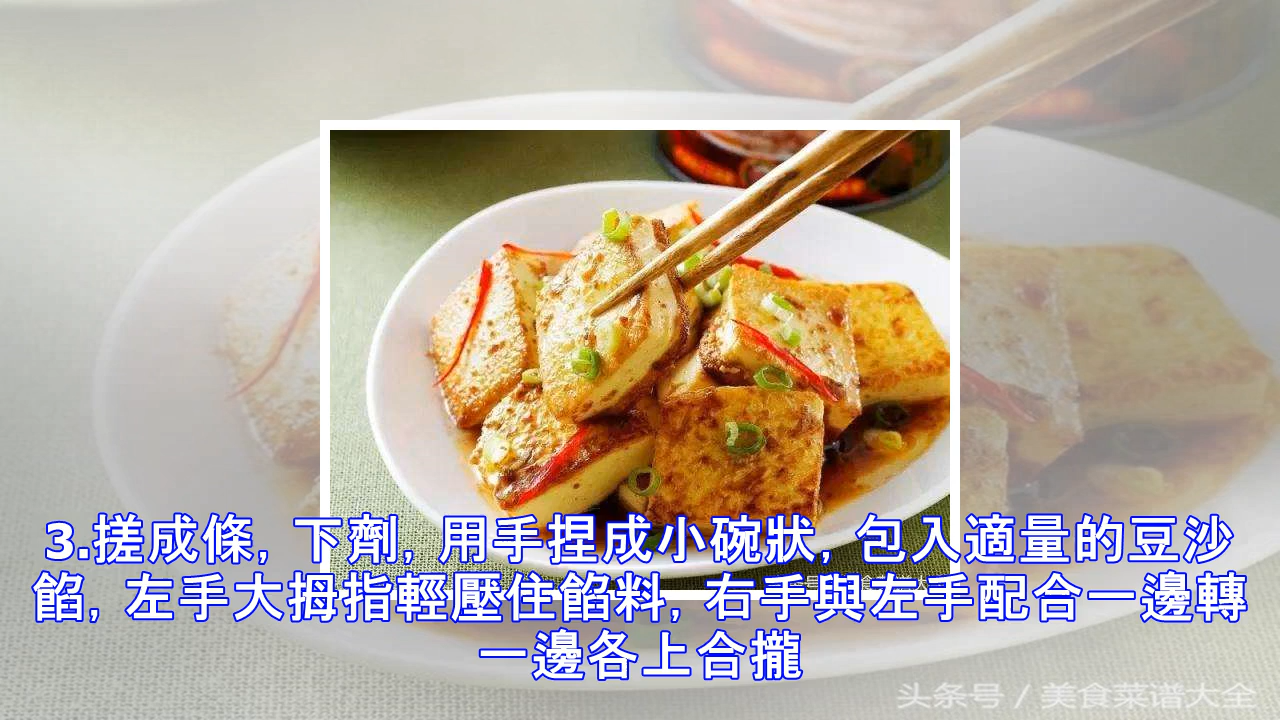 3.搓成條, 下劑, 用手捏成小碗狀, 包入適量的豆沙
餡, 左手大拇指輕壓住餡料, 右手與左手配合一邊轉
一邊各上合攏
头条号 / 美食菜谱大全